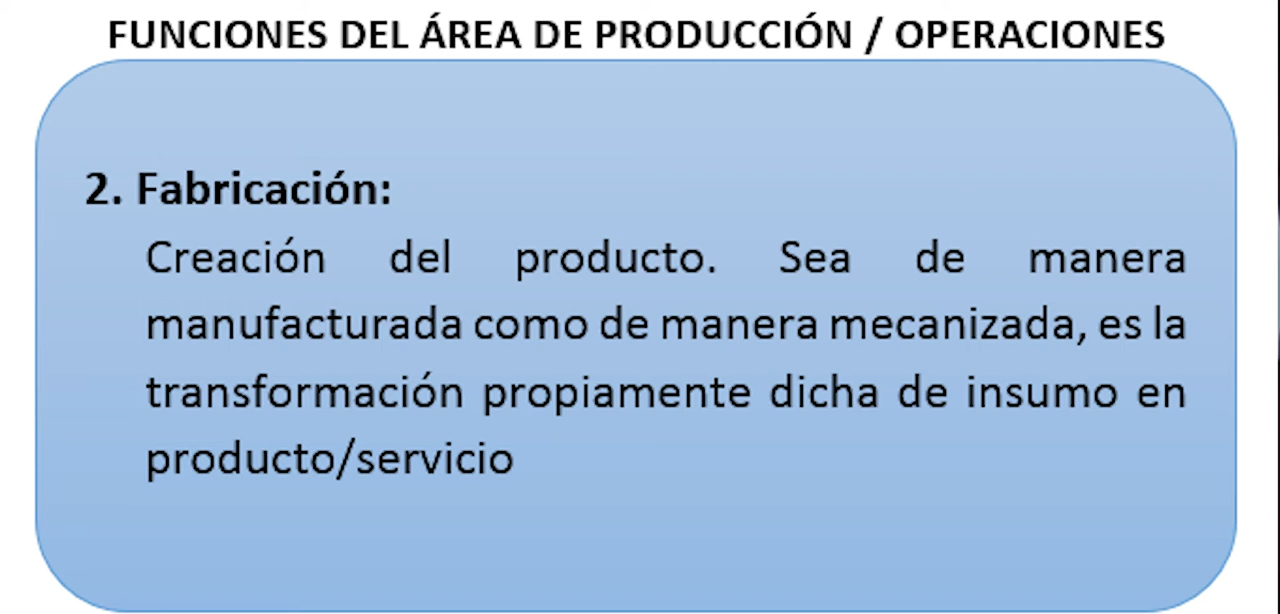 FUNCIONES DEL ÁREA DE PRODUCCIÓN / OPERACIONES
2. Fabricación:
Creación del producto. Sea de manera
manufacturada como de manera mecanizada, es la
transformación propiamente dicha de insumo en
producto/servicio